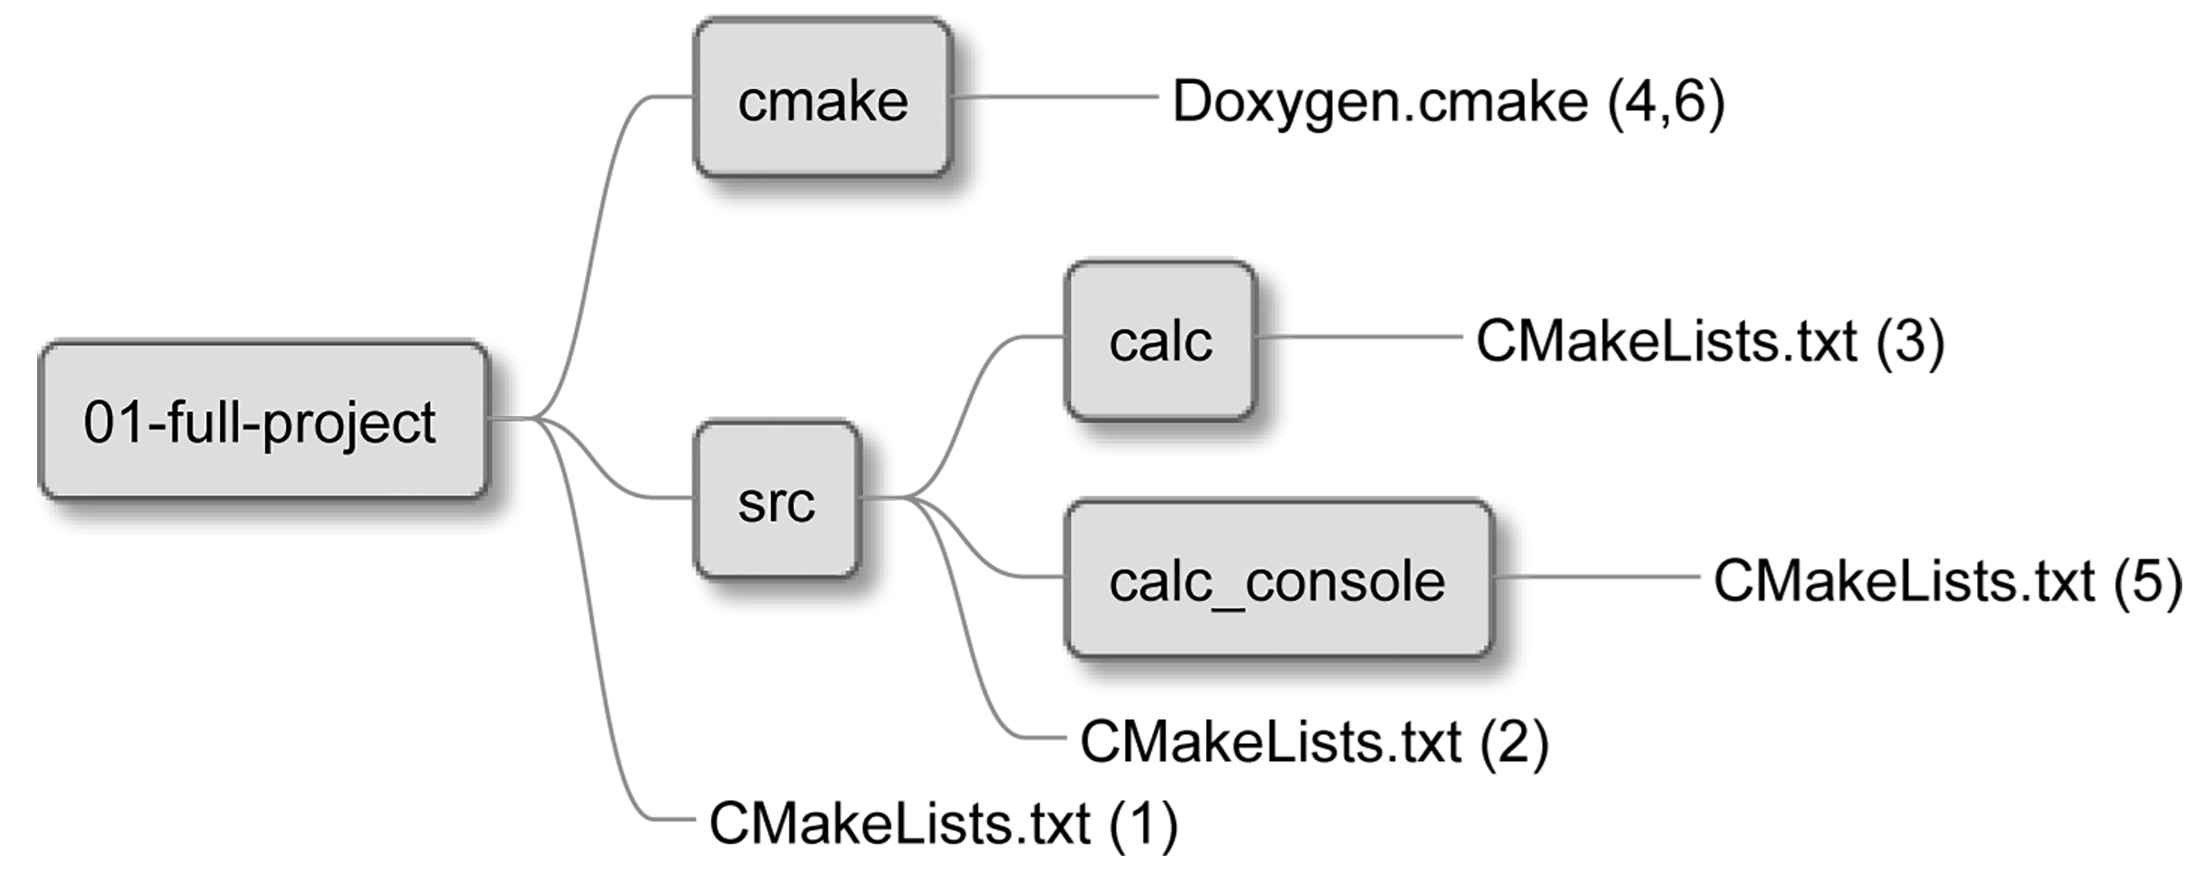 cmake
Doxygen.cmake (4,6)
calc
CMakeLists.txt (3)
01-full-project
src
calc_console
CMakeLists.txt (5)
CMakeLists.txt (2)
CMakeLists.txt (1)